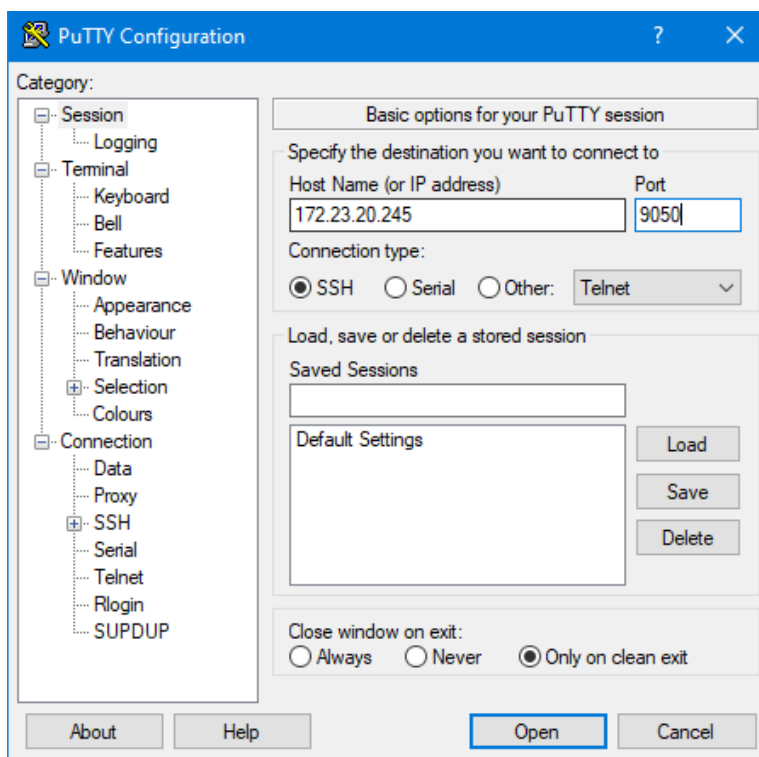 PuTTY Configuration
?
Category:
Session
Logging
Terminal
Keyboard
Bell
Features
Window
Appearance
Behaviour
Translation
Selection
Colours
Connection
Data
Proxy
SSH
Serial
Telnet
Rlogin
SUPDUP
Basic options for your PuTTY session
Specify the destination you want to connect to
Host Name (or IP address) Port
172.23.20.245 9050
Connection type:
SSH Serial Other: Telnet
Load, save or delete a stored session
Saved Sessions
Default Settings
Load
Save
Delete
Close window on exit:
Always Never Only on clean exit
About Help Open Cancel